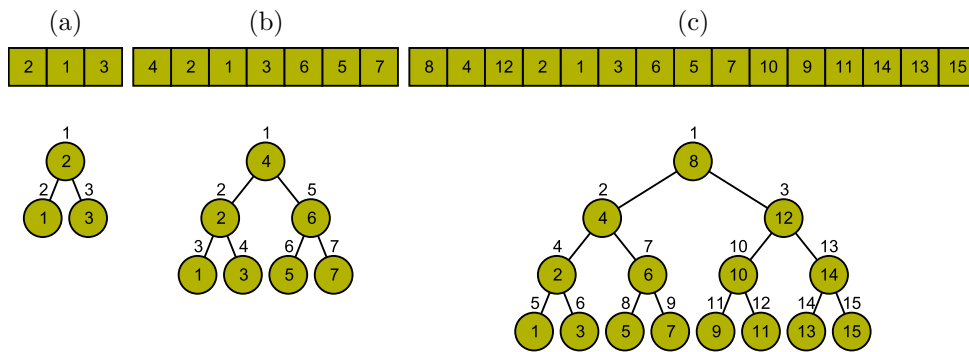 (a) (b) (c)
2 1 3 4 2 1 3 6 5 7 8 4 12 2 1 3 6 5 7 10 9 11 14 13 15
1 1 1
2 4 8
2 3 2 5 2 3
1 3 2 6 4 12
3 4 6 7 4 7 10 13
1 3 5 7 2 6 10 14
5 6 8 9 11 12 14 15
1 3 5 7 9 11 13 15